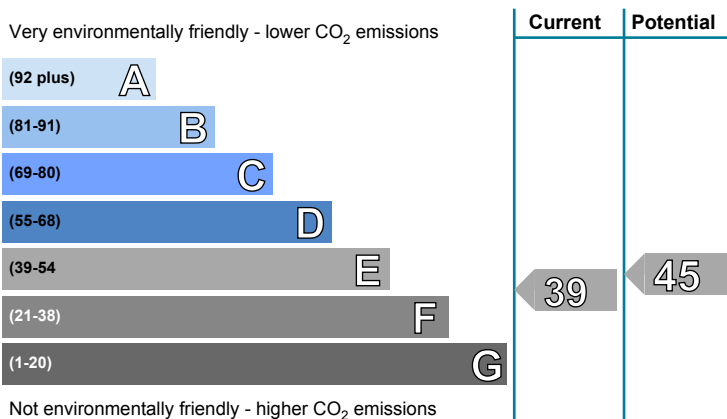 Current Potential
Very environmentally friendly - lower CO2 emissions
(92 plus) A
(81-91) B
(69-80) C
(55-68) D
(39-54 E
39 45
(21-38) F
(1-20) G
Not environmentally friendly - higher CO2 emissions